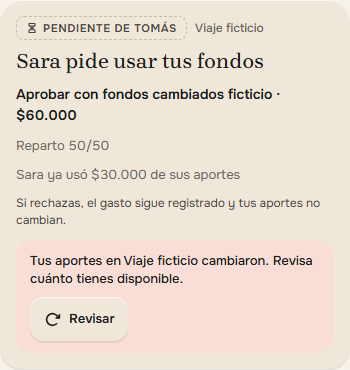 PENDIENTE DE TOMÁS Viaje ficticio
Sara pide usar tus fondos
Aprobar con fondos cambiados ficticio ·
$60.000
Reparto 50/50
Sara ya usó $30.000 de sus aportes
Si rechazas, el gasto sigue registrado y tus aportes no
cambian.
Tus aportes en Viaje ficticio cambiaron. Revisa
cuánto tienes disponible.
Revisar